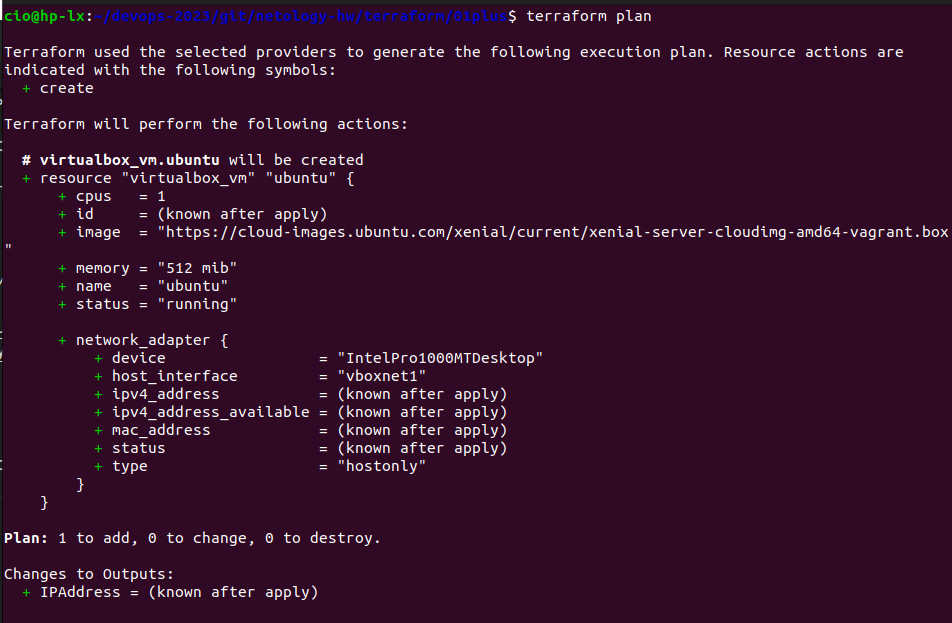 cio@hp-lx:~/devops-2023/git/netology-hw/terraform/01plus$ terraform plan
Terraform used the selected providers to generate the following execution plan. Resource actions are
indicated with the following symbols:
  + create
Terraform will perform the following actions:
  # virtualbox_vm.ubuntu will be created
  + resource "virtualbox_vm" "ubuntu" {
      + cpus   = 1
      + id     = (known after apply)
      + image  = "https://cloud-images.ubuntu.com/xenial/current/xenial-server-cloudimg-amd64-vagrant.box
"
      + memory = "512 mib"
      + name   = "ubuntu"
      + status = "running"
      + network_adapter {
          + device                 = "IntelPro1000MTDesktop"
          + host_interface         = "vboxnet1"
          + ipv4_address           = (known after apply)
          + ipv4_address_available = (known after apply)
          + mac_address            = (known after apply)
          + status                 = (known after apply)
          + type                   = "hostonly"
        }
    }
Plan: 1 to add, 0 to change, 0 to destroy.
Changes to Outputs:
  + IPAddress = (known after apply)